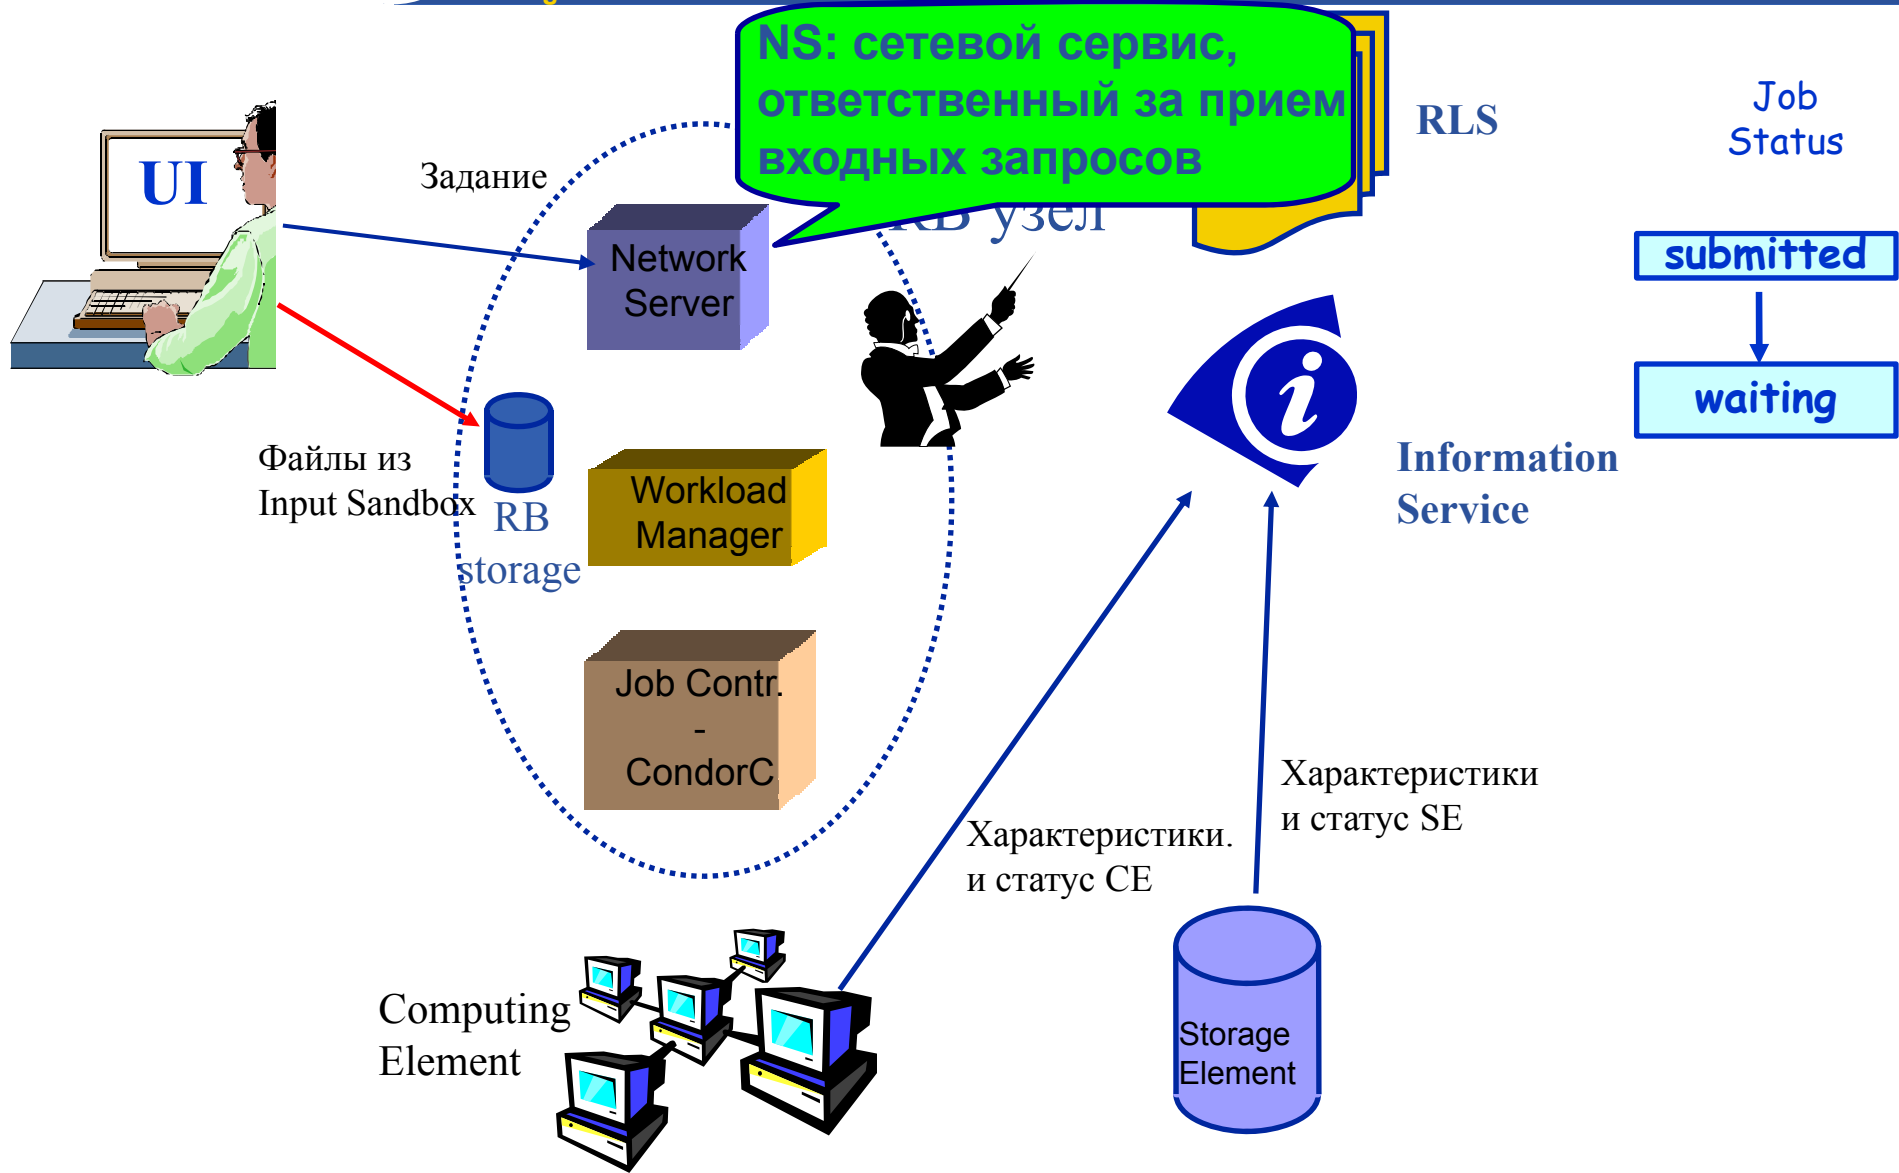 NS: сетевой сервис,
ответственный за прием
входных запросов
RLS
Job
Status
UI
Задание
узел
Network
Server
submitted
waiting
Файлы из
Input Sandbox
RB
storage
Workload
Manager
Information
Service
Job Contr.
-
CondorC
Характеристики
и статус SE
Характеристики.
и статус CE
Computing
Element
Storage
Element